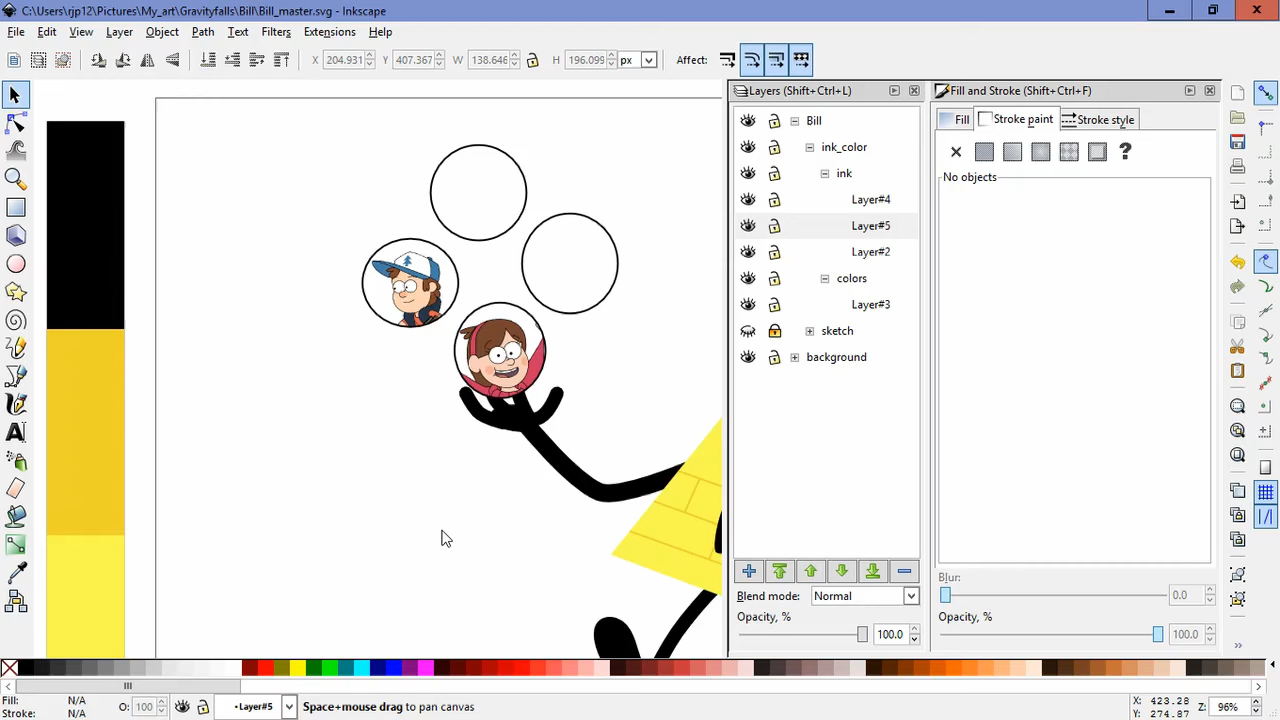 C:\Users\rjp12\Pictures\My_art\Gravityfalls\Bill\Bill_master.svg - Inkscape
File Edit View Layer Object Path Text Filters Extensions Help
X 204.931 Y 407.367 W 138.646 H 196.099 px Affect:
Layers (Shift+Ctrl+L)
Fill and Stroke (Shift+Ctrl+F)
Fill Stroke paint Stroke style
Bill
ink_color
ink
Layer#4
Layer#5
Layer#2
colors
Layer#3
sketch
background
?
No objects
Blend mode: Normal
Opacity, %
100.0
Blur:
0.0
Opacity, %
100.0
Fill: N/A
Stroke: N/A
O: 100
•Layer#5
Space+mouse drag to pan canvas
X: 423.28
Y: 274.87
Z: 96%